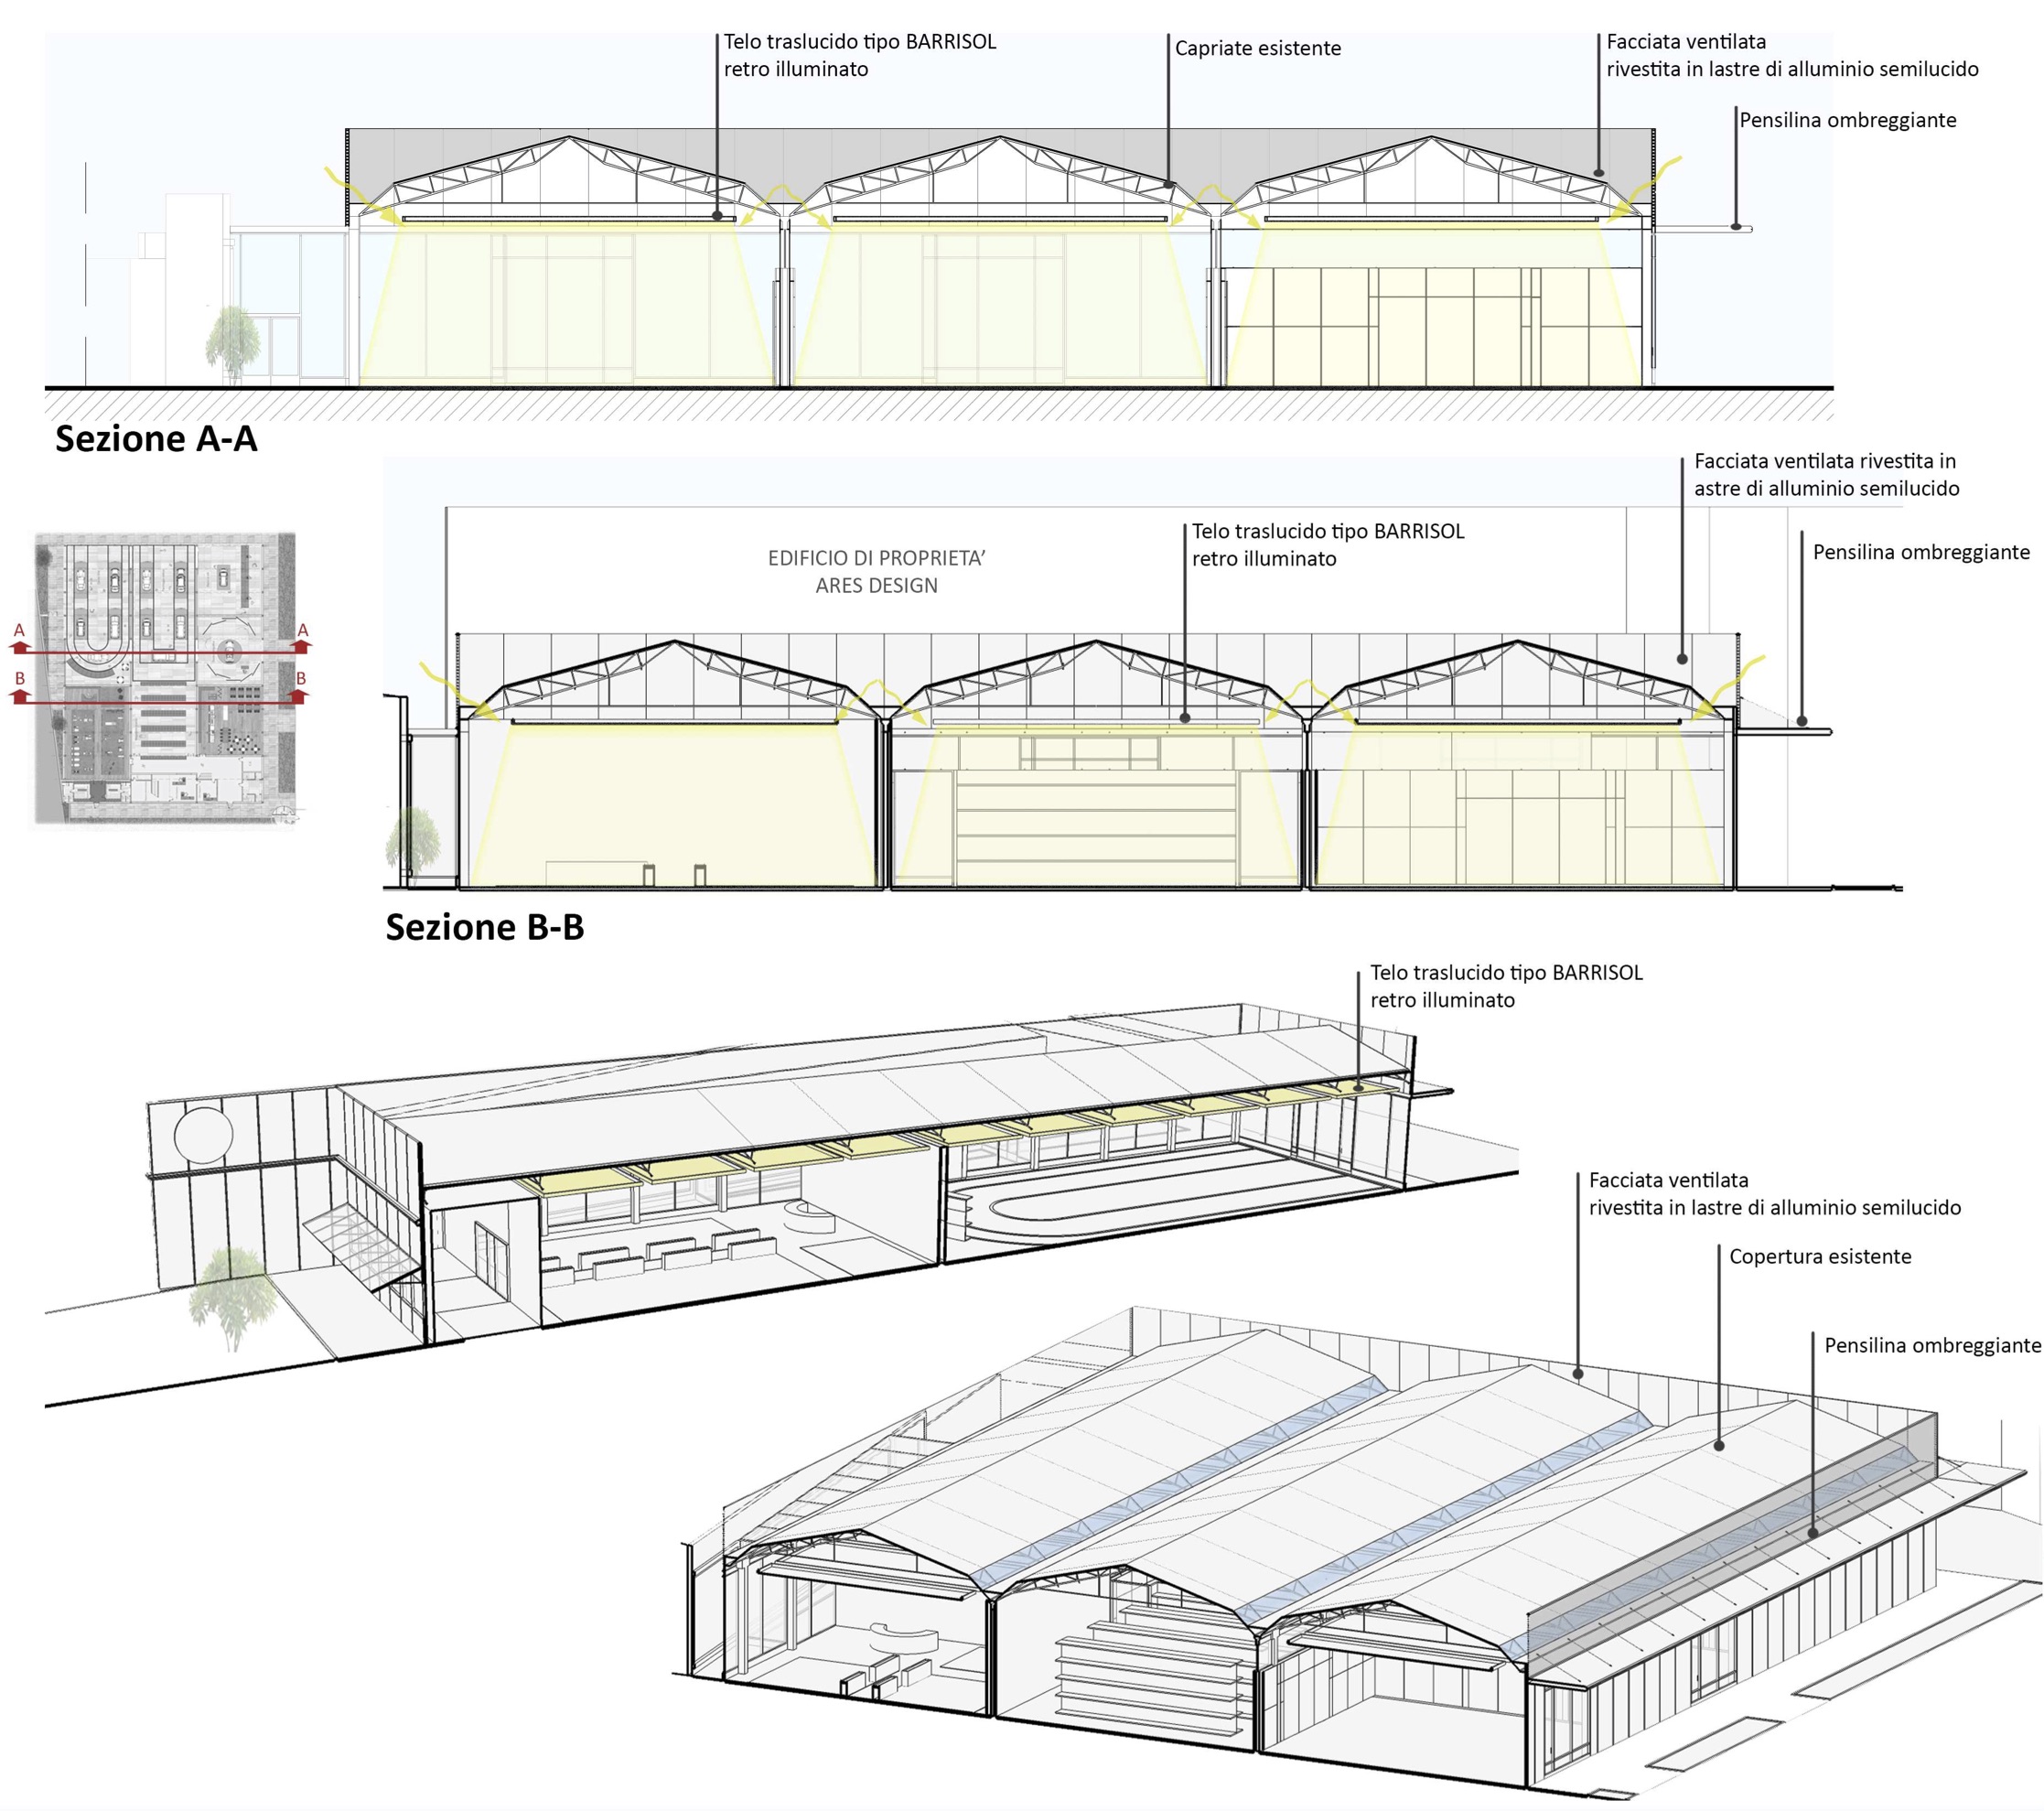 Telo traslucido tipo BARRISOL
retro illuminato
Capriate esistente
Facciata ventilata
rivestita in lastre di alluminio semilucido
Pensilina ombreggiante
Sezione A-A
Facciata ventilata rivestita in
astre di alluminio semilucido
EDIFICIO DI PROPRIETA’
ARES DESIGN
Telo traslucido tipo BARRISOL
retro illuminato
Pensilina ombreggiante
A
A
B
B
Sezione B-B
Telo traslucido tipo BARRISOL
retro illuminato
Facciata ventilata
rivestita in lastre di alluminio semilucido
Copertura esistente
Pensilina ombreggiante